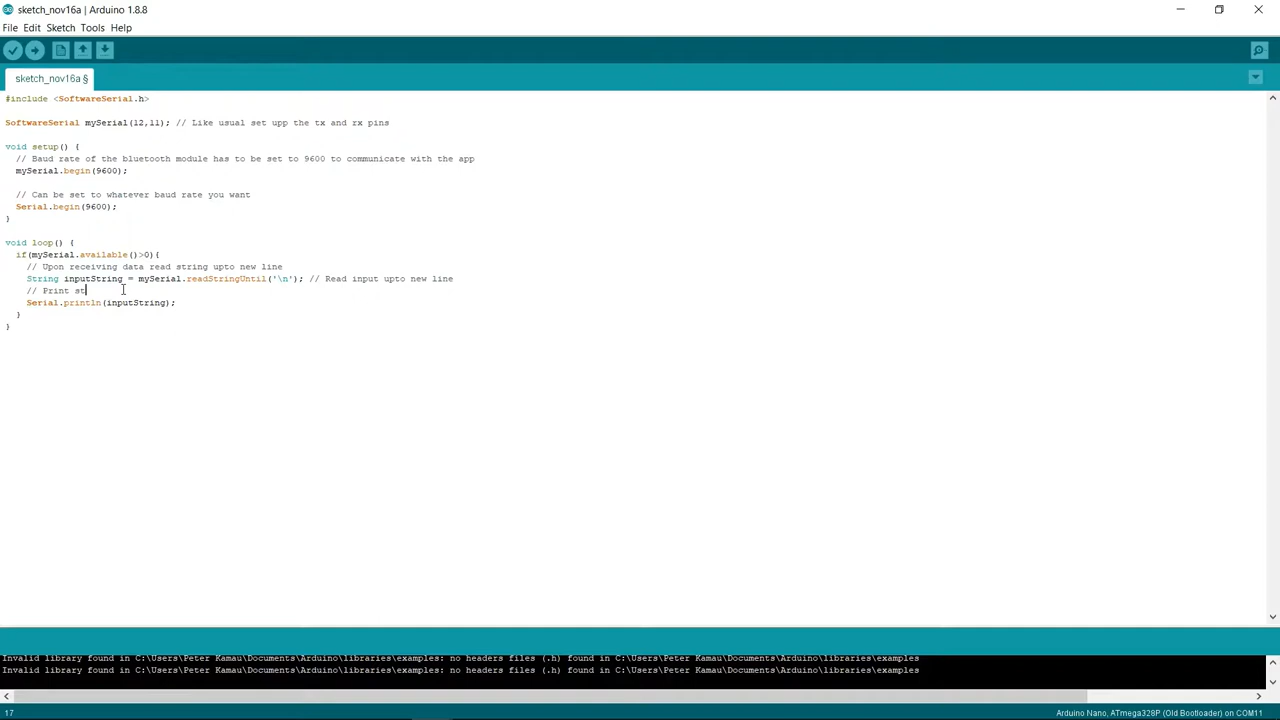 sketch_nov16a | Arduino 1.8.8
File Edit Sketch Tools Help
sketch_nov16a §
#include <SoftwareSerial.h>
SoftwareSerial mySerial(12,11); // Like usual set upp the tx and rx pins
void setup() {
// Baud rate of the bluetooth module has to be set to 9600 to communicate with the app
mySerial.begin(9600);
// Can be set to whatever baud rate you want
Serial.begin(9600);
}
void loop() {
if(mySerial.available()>0){
// Upon receiving data read string upto new line
String inputString = mySerial.readStringUntil('\n'); // Read input upto new line
// Print st
Serial.println(inputString);
}
}
Invalid library found in C:\Users\Peter Kamau\Documents\Arduino\libraries\examples: no headers files (.h) found in C:\Users\Peter Kamau\Documents\Arduino\libraries\examples
Invalid library found in C:\Users\Peter Kamau\Documents\Arduino\libraries\examples: no headers files (.h) found in C:\Users\Peter Kamau\Documents\Arduino\libraries\examples
17 Arduino Nano, ATmega328P (Old Bootloader) on COM11